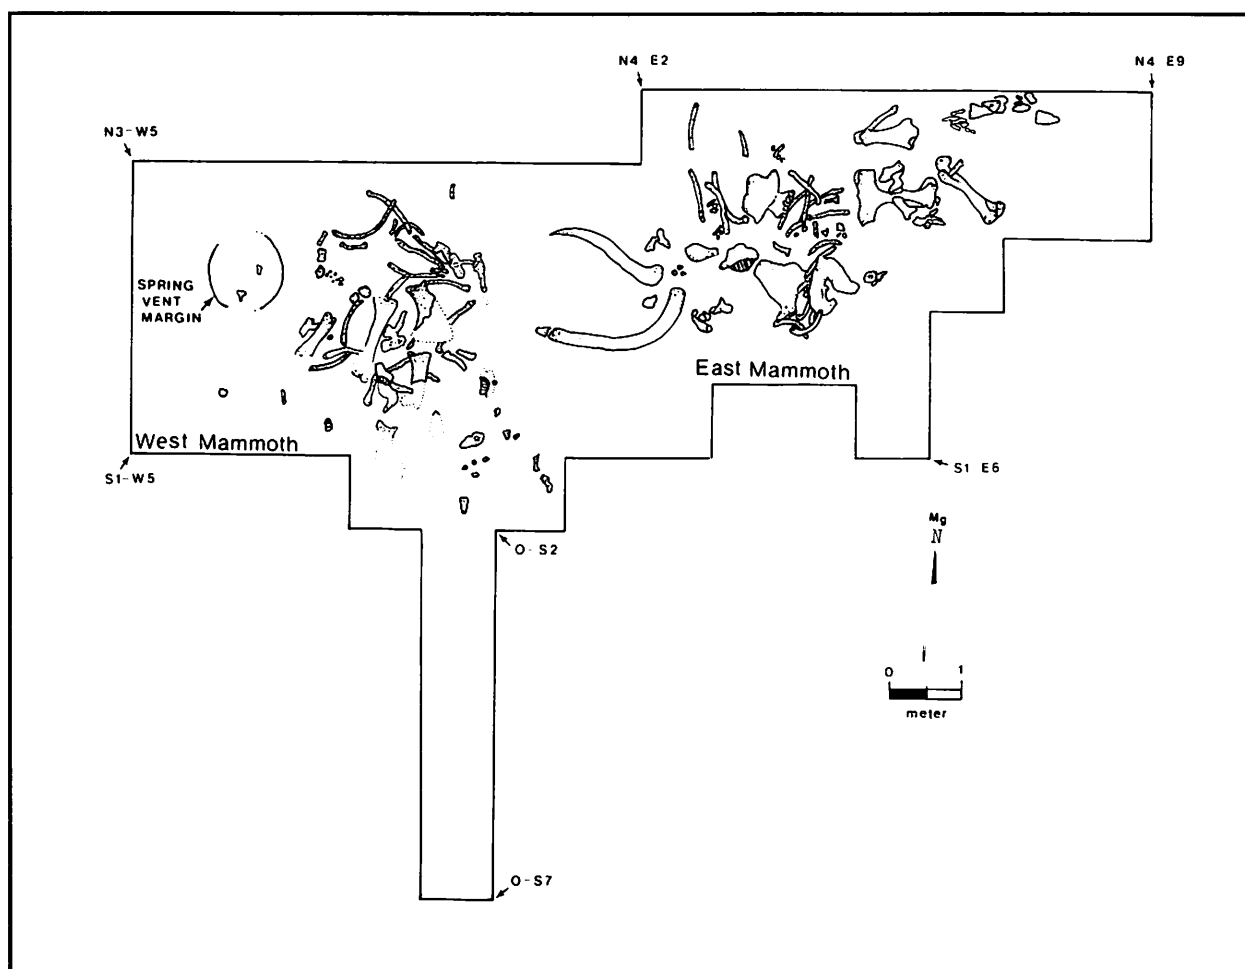 N4 E2
N4 E9
N3-W5
SPRING
VENT
MARGIN
East Mammoth
West Mammoth
S1-W5
S1 E6
Mg
N
O-S2
0 1
meter
O-S7